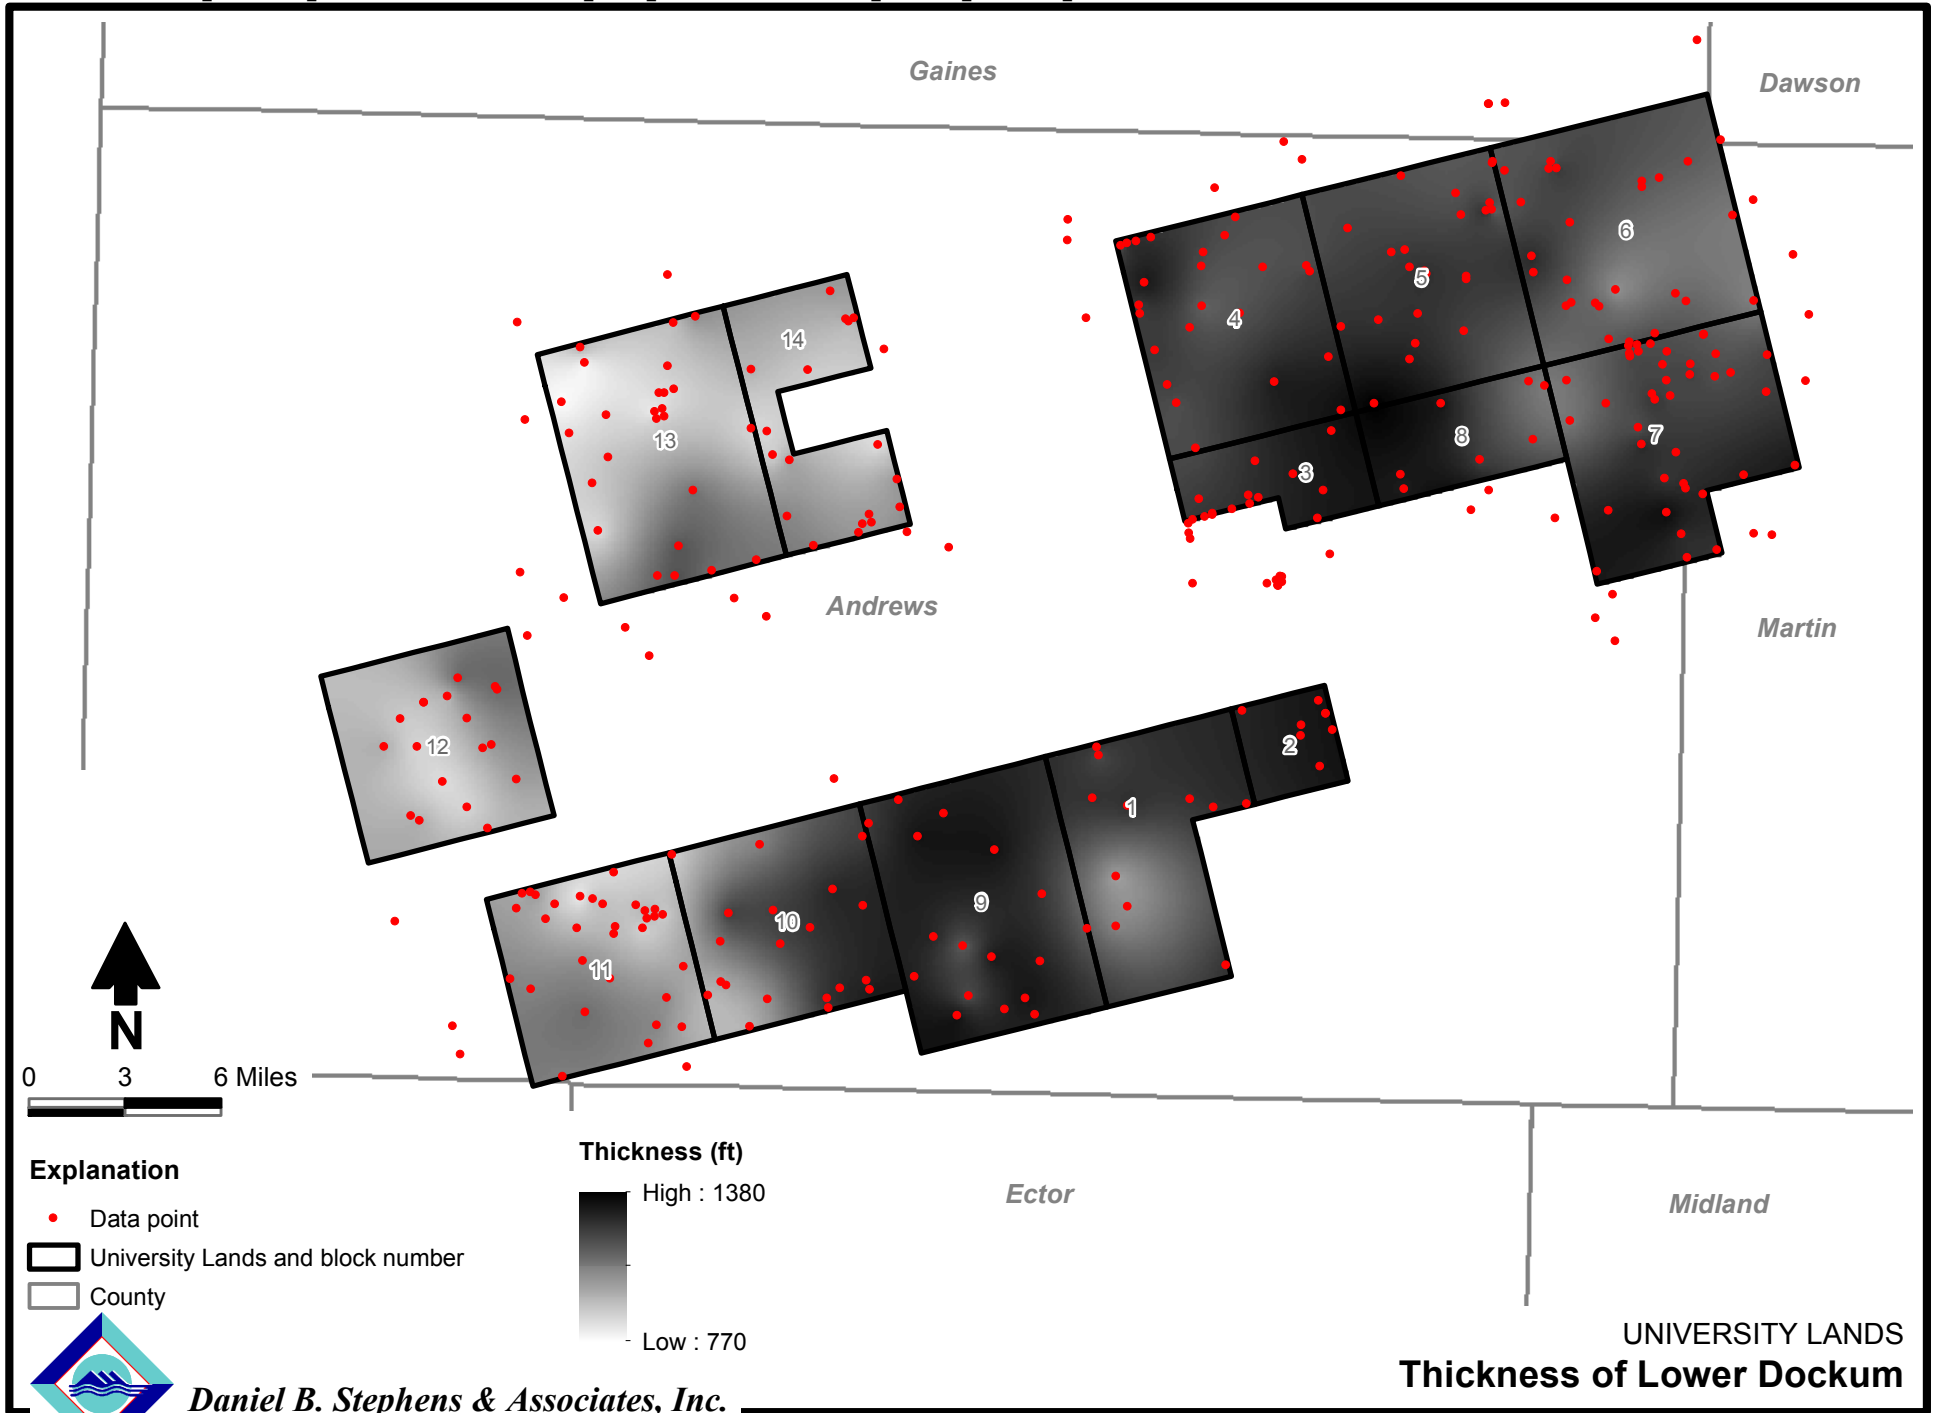 Gaines
Dawson
6
5
4
14
13
8
7
3
Andrews
Martin
12
2
1
9
10
11
N
0 3 6 Miles
Explanation
Data point
University Lands and block number
County
Thickness (ft)
High : 1380
Low : 770
Ector
Midland
UNIVERSITY LANDS
Thickness of Lower Dockum
Daniel B. Stephens & Associates, Inc.